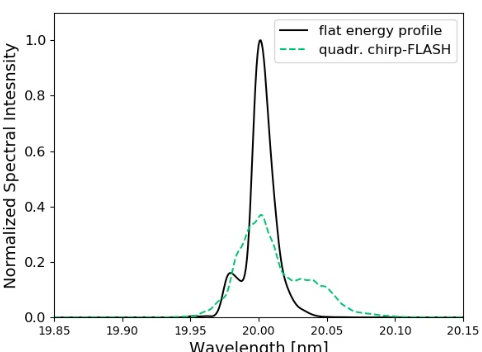 flat energy profile
quadr. chirp-FLASH
Normalized Spectral Intesnsity
1.0
0.8
0.6
0.4
0.2
0.0
19.85 19.90 19.95 20.00 20.05 20.10 20.15
Wavelength [nm]